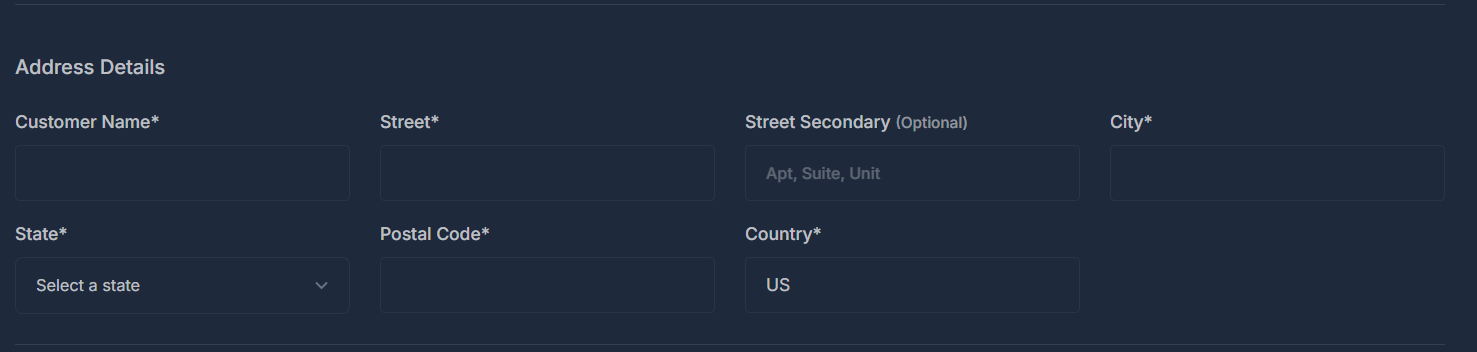 Address Details
Customer Name* Street* Street Secondary (Optional) City*
Apt, Suite, Unit
State* Postal Code* Country*
Select a state US